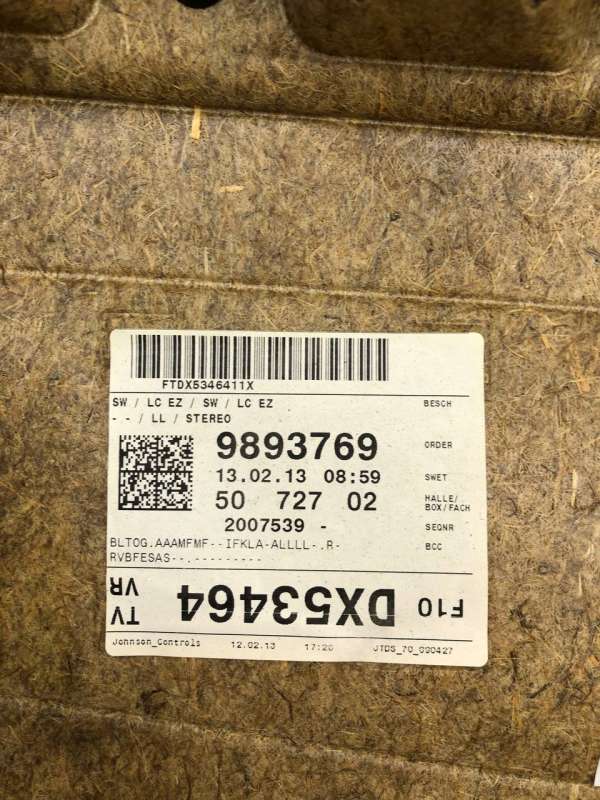 FTDX5346411X
SW / LC EZ / SW / LC EZ BESCH
- - / LL / STEREO
9893769 ORDER
13.02.13 08:59 SWET
50 727 02 HALLE/
BOX/FACH
2007539 - SEQNR
BLTOG.AAAMFMF--IFKLA-ALLLL-.R- BCC
RVBFESAS--.---------
F10 DX53464 TV
VR
Johnson_Controls 12.02.13 17:20